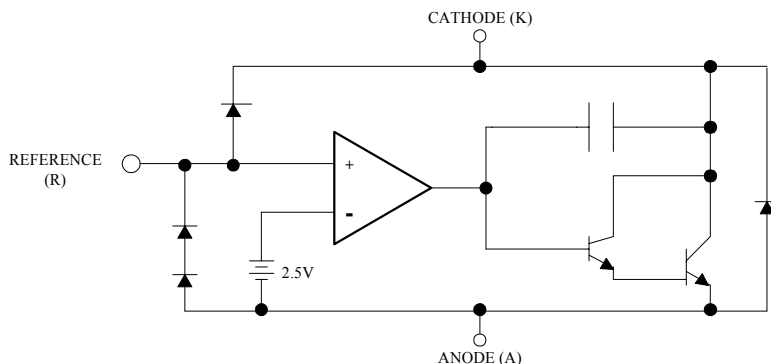 CATHODE (K)
REFERENCE
(R)
+
-
2.5V
ANODE (A)